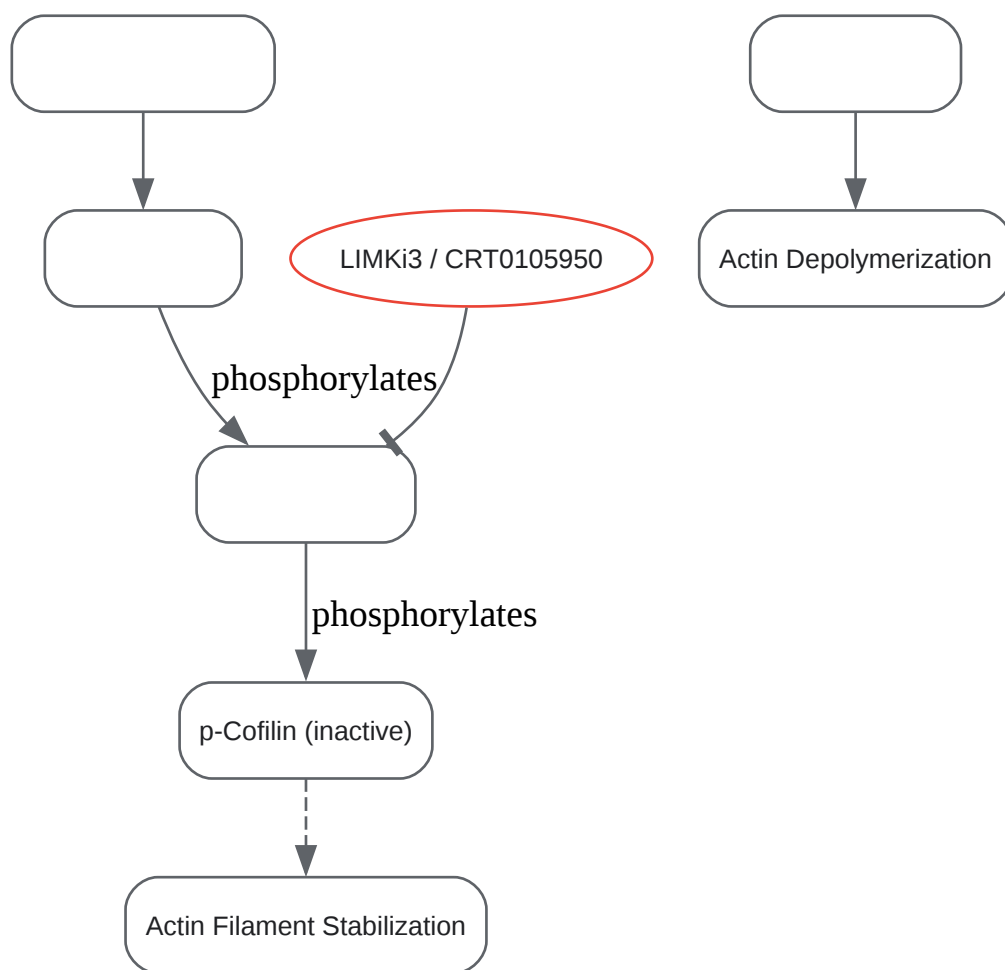 LIMKi3 / CRT0105950
Actin Depolymerization
phosphorylates
phosphorylates
p-Cofilin (inactive)
Actin Filament Stabilization